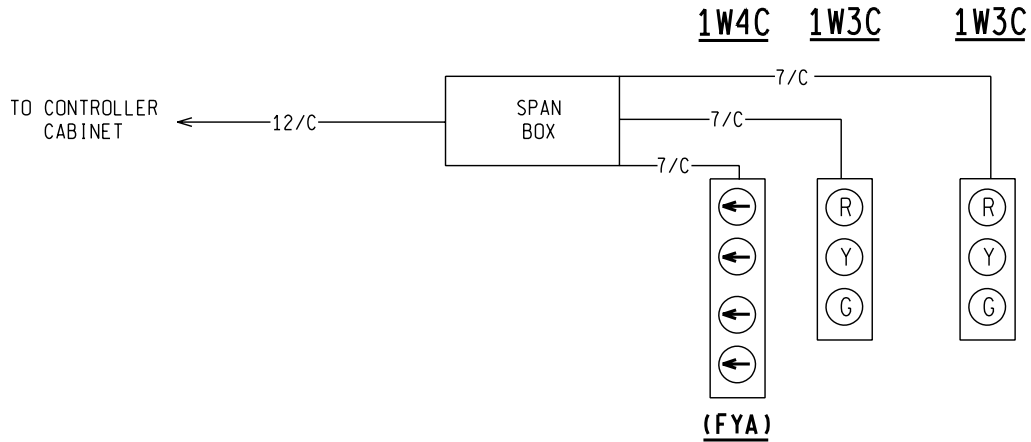 1W4C 1W3C 1W3C
7/C
TO CONTROLLER
CABINET
12/C
SPAN
BOX
7/C
7/C
R R
Y Y
G G
(FYA)